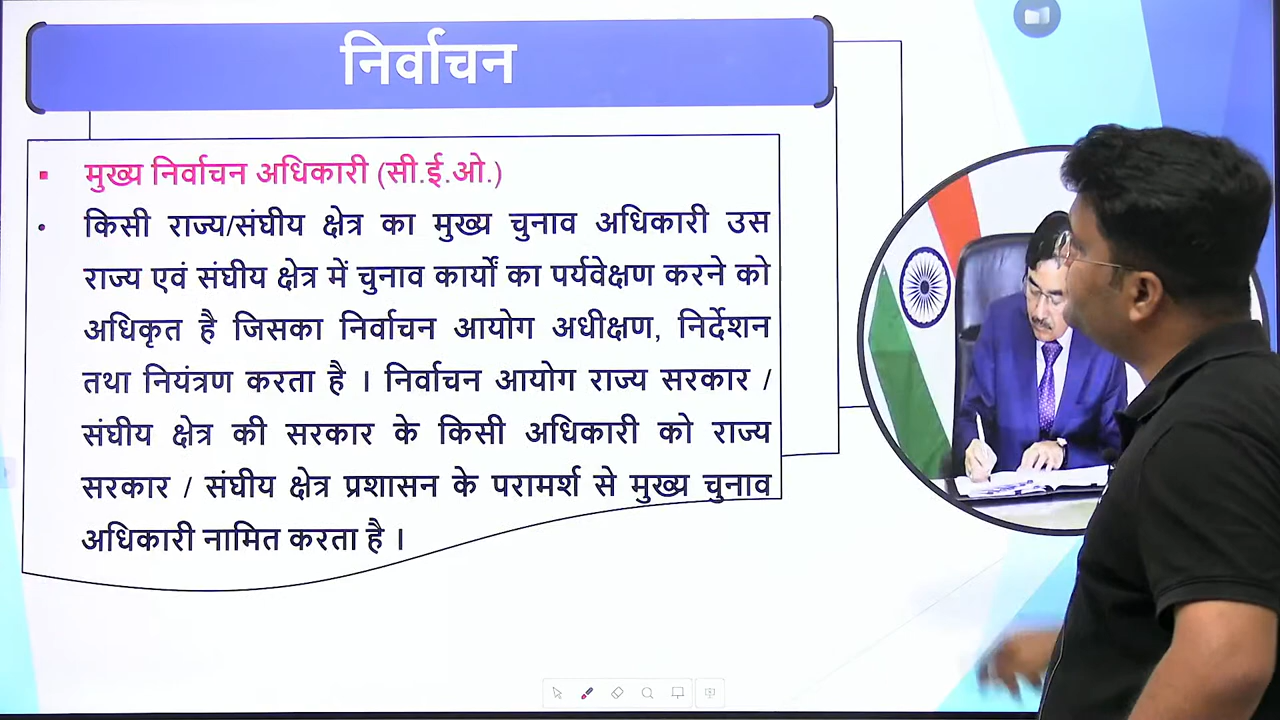 निर्वाचन
मुख्य निर्वाचन अधिकारी (सी.ई.ओ.)
किसी राज्य/संघीय क्षेत्र का मुख्य चुनाव अधिकारी उस
राज्य एवं संघीय क्षेत्र में चुनाव कार्यों का पर्यवेक्षण करने को
अधिकृत है जिसका निर्वाचन आयोग अधीक्षण, निर्देशन
तथा नियंत्रण करता है । निर्वाचन आयोग राज्य सरकार /
संघीय क्षेत्र की सरकार के किसी अधिकारी को राज्य
सरकार / संघीय क्षेत्र प्रशासन के परामर्श से मुख्य चुनाव
अधिकारी नामित करता है ।